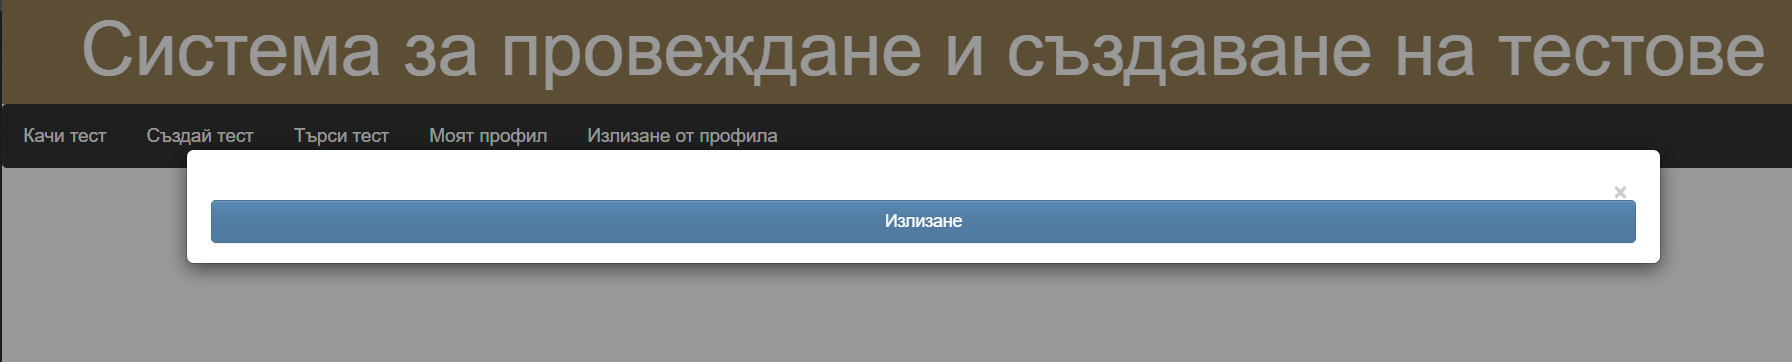 Система за провеждане и създаване на тестове
Качи тест Създай тест Търси тест Моят профил Излизане от профила
×
Излизане